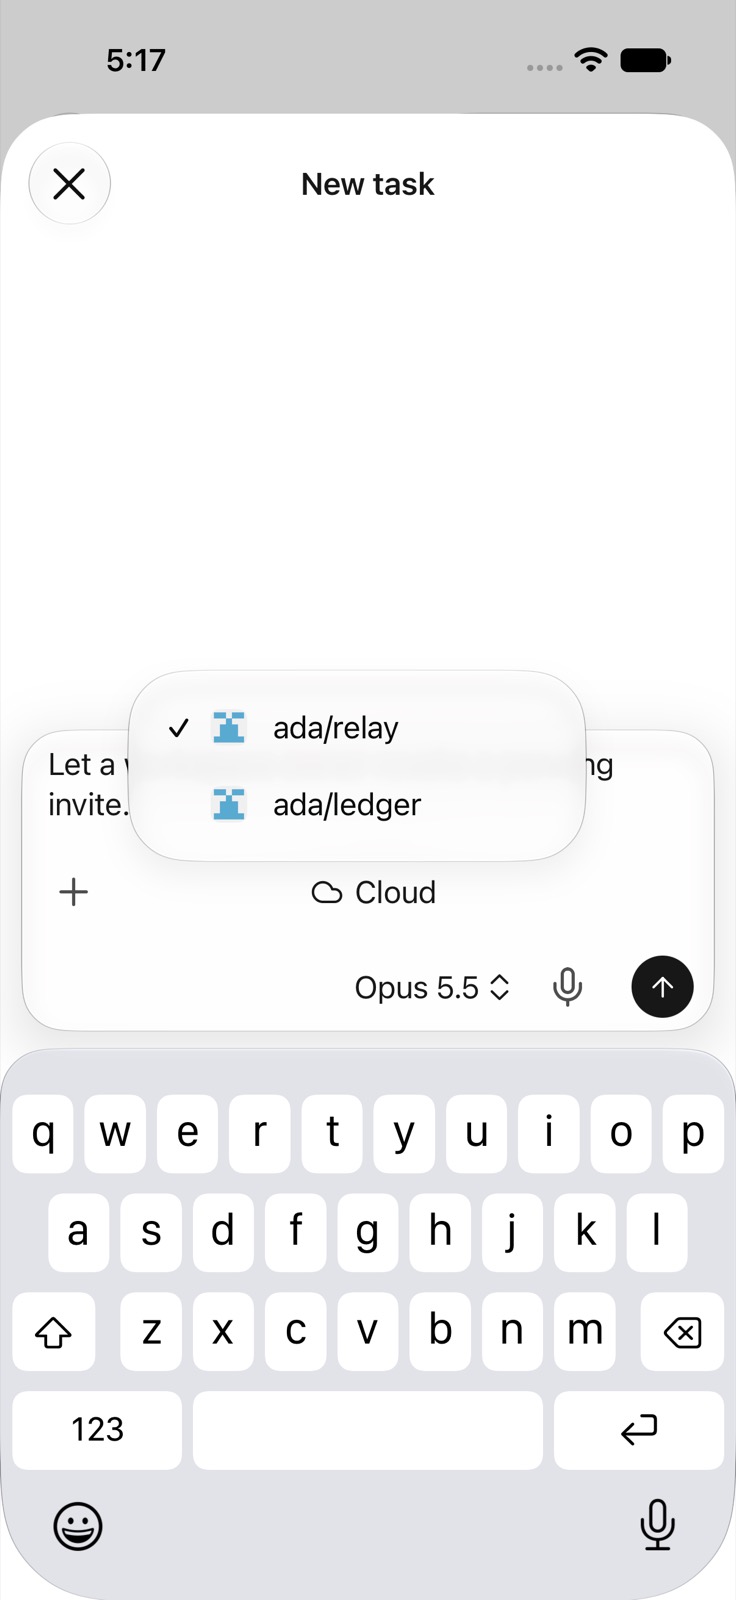 5:17
New task
ada/relay
Let a
ng
ada/ledger
invite.
Cloud
Opus 5.5
q w e r t y u i o p
a s d f g h j k l
z x c v b n m
123